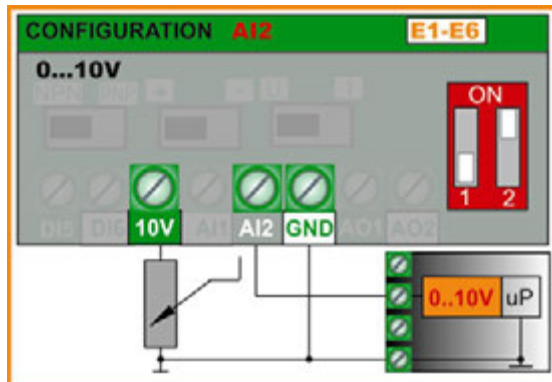 CONFIGURATION AI2 E1-E6
0...10V
NPN PNP + - U I
ON
1 2
DI5 DI6 10V AI1 AI2 GND AO1 AO2
0..10V uP